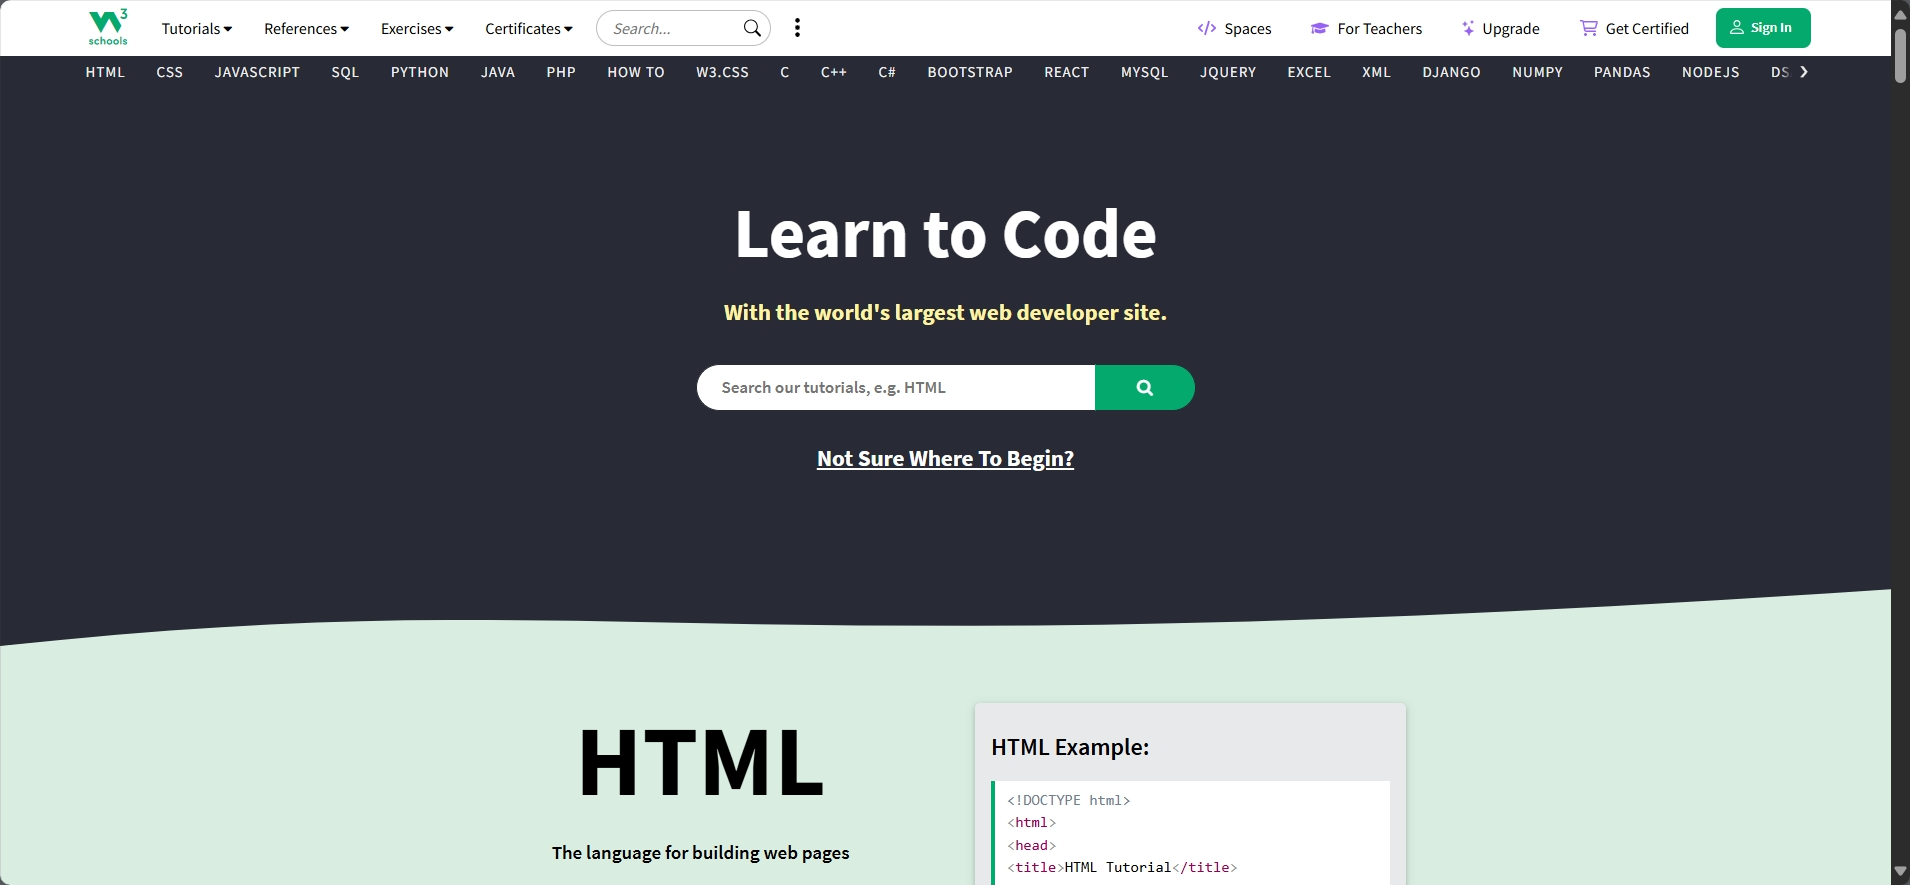 W3 schools Tutorials References Exercises Certificates Search... Spaces For Teachers Upgrade Get Certified Sign In
HTML CSS JAVASCRIPT SQL PYTHON JAVA PHP HOW TO W3.CSS C C++ C# BOOTSTRAP REACT MYSQL JQUERY EXCEL XML DJANGO NUMPY PANDAS NODEJS DS
Learn to Code
With the world's largest web developer site.
Search our tutorials, e.g. HTML
Not Sure Where To Begin?
HTML
The language for building web pages
HTML Example:
<!DOCTYPE html>
<html>
<head>
<title>HTML Tutorial</title>